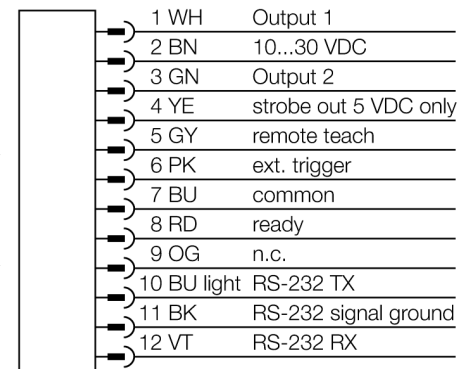 1 WH Output 1
2 BN 10...30 VDC
3 GN Output 2
4 YE strobe out 5 VDC only
5 GY remote teach
6 PK ext. trigger
7 BU common
8 RD ready
9 OG n.c.
10 BU light RS-232 TX
11 BK RS-232 signal ground
12 VT RS-232 RX